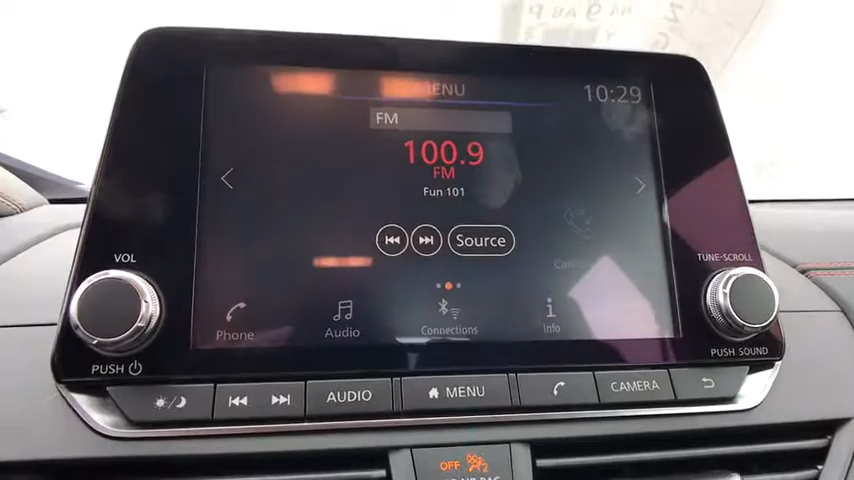 MENU
10:29
FM
100.9
FM
Fun 101
Source
VOL
TUNE·SCROLL
Phone
Audio
Connections
Info
PUSH
PUSH SOUND
AUDIO
MENU
CAMERA
OFF